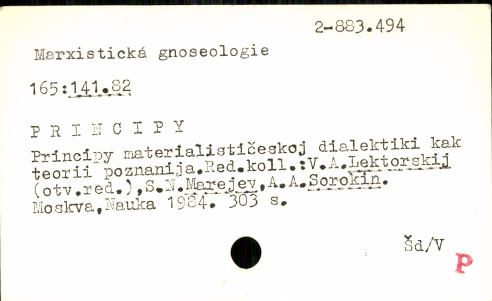 2-883.494
Marxistická gnoseologie
165:141.82
P R I N C I P Y
Principy materialističeskoj dialektiki kak
teorii poznanija.Red.koll.:V.A.Lektorskij
(otv.red.),S.N.Marejev,A.A.Sorokin.
Moskva,Nauka 1984. 303 s.
Šd/V
P